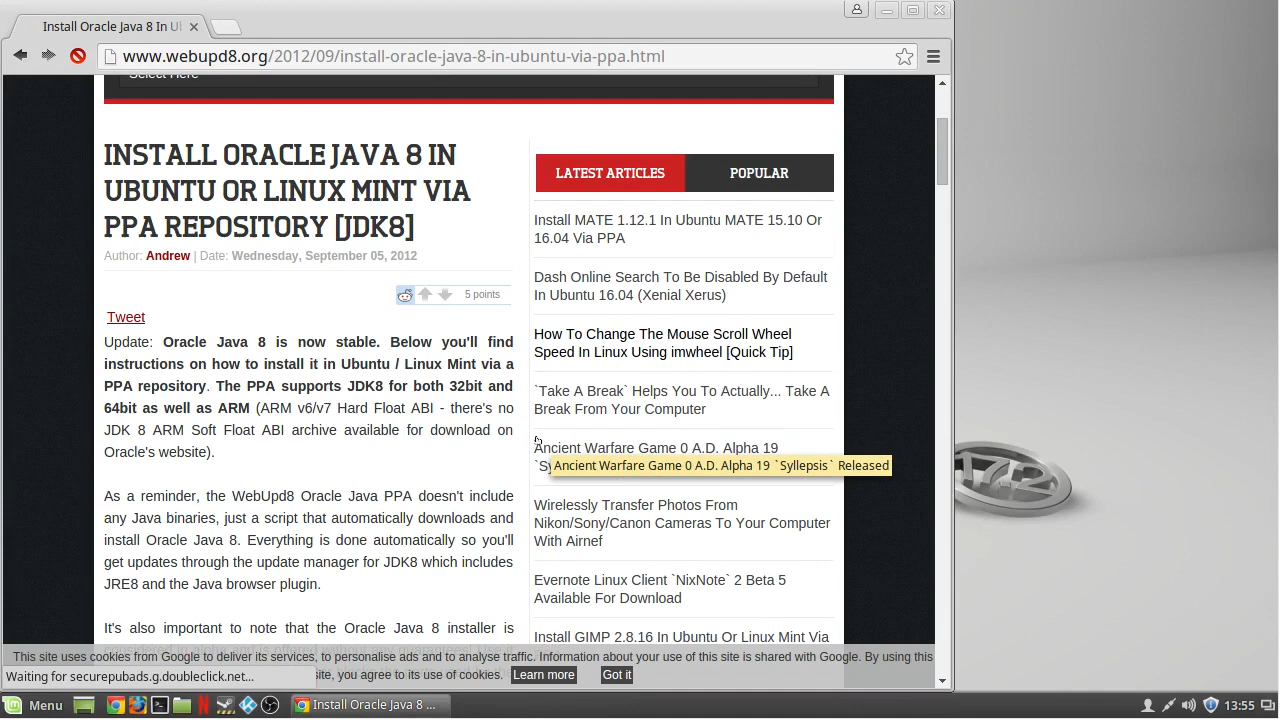 Install Oracle Java 8 In U
www.webupd8.org/2012/09/install-oracle-java-8-in-ubuntu-via-ppa.html
Select Here
INSTALL ORACLE JAVA 8 IN
UBUNTU OR LINUX MINT VIA
PPA REPOSITORY [JDK8]
Author: Andrew | Date: Wednesday, September 05, 2012
5 points
Tweet
Update: Oracle Java 8 is now stable. Below you'll find
instructions on how to install it in Ubuntu / Linux Mint via a
PPA repository. The PPA supports JDK8 for both 32bit and
64bit as well as ARM (ARM v6/v7 Hard Float ABI - there's no
JDK 8 ARM Soft Float ABI archive available for download on
Oracle's website).
As a reminder, the WebUpd8 Oracle Java PPA doesn't include
any Java binaries, just a script that automatically downloads and
install Oracle Java 8. Everything is done automatically so you'll
get updates through the update manager for JDK8 which includes
JRE8 and the Java browser plugin.
It's also important to note that the Oracle Java 8 installer is
LATEST ARTICLES
POPULAR
Install MATE 1.12.1 In Ubuntu MATE 15.10 Or
16.04 Via PPA
Dash Online Search To Be Disabled By Default
In Ubuntu 16.04 (Xenial Xerus)
How To Change The Mouse Scroll Wheel
Speed In Linux Using imwheel [Quick Tip]
`Take A Break` Helps You To Actually... Take A
Break From Your Computer
Ancient Warfare Game 0 A.D. Alpha 19
`Sy
Ancient Warfare Game 0 A.D. Alpha 19 `Syllepsis` Released
Wirelessly Transfer Photos From
Nikon/Sony/Canon Cameras To Your Computer
With Airnef
Evernote Linux Client `NixNote` 2 Beta 5
Available For Download
Install GIMP 2.8.16 In Ubuntu Or Linux Mint Via
This site uses cookies from Google to deliver its services, to personalise ads and to analyse traffic. Information about your use of this site is shared with Google. By using this
site, you agree to its use of cookies. Learn more Got it
Waiting for securepubads.g.doubleclick.net...
17.2
Menu
Install Oracle Java 8 ...
13:55